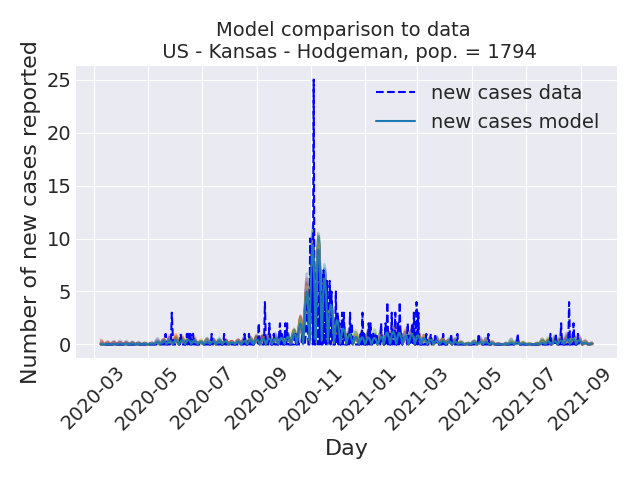 Model comparison to data
US - Kansas - Hodgeman, pop. = 1794
Number of new cases reported
25
20
15
10
5
0
new cases data
new cases model
2020-03
2020-05
2020-07
2020-09
2020-11
2021-01
2021-03
2021-05
2021-07
2021-09
Day